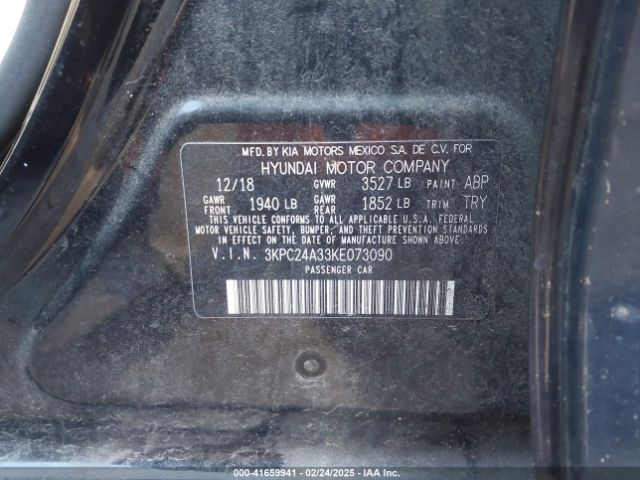 MFD. BY KIA MOTORS MEXICO S.A. DE C.V. FOR
HYUNDAI MOTOR COMPANY
12/18 GVWR 3527 LB PAINT ABP
GAWR FRONT 1940 LB GAWR REAR 1852 LB TRIM TRY
THIS VEHICLE CONFORMS TO ALL APPLICABLE U.S.A. FEDERAL
MOTOR VEHICLE SAFETY, BUMPER, AND THEFT PREVENTION STANDARDS
IN EFFECT ON THE DATE OF MANUFACTURE SHOWN ABOVE.
V.I.N. 3KPC24A33KE073090
PASSENGER CAR
000-41659941 - 02/24/2025 - IAA Inc.